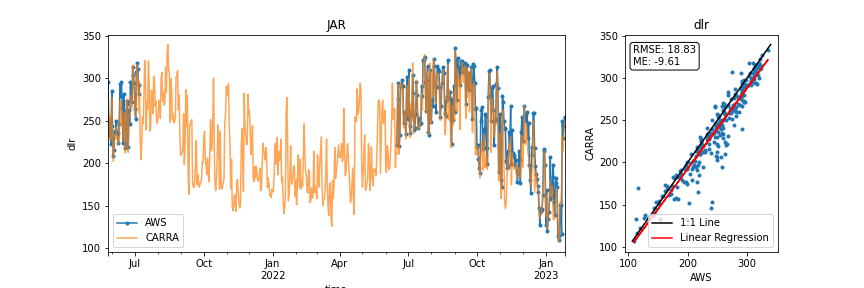 JAR
dlr
350
300
250
200
150
100
dlr
AWS
CARRA
Jul
Oct
Jan
2022
Apr
Jul
Oct
Jan
2023
time
350
300
250
200
150
100
CARRA
RMSE: 18.83
ME: -9.61
1:1 Line
Linear Regression
100
200
300
AWS